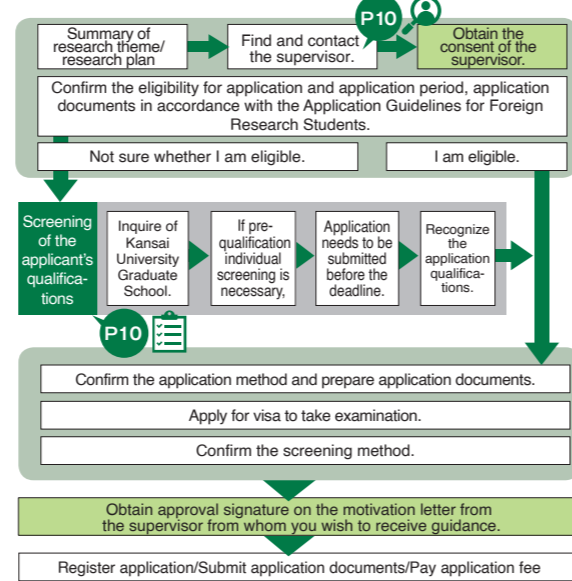 P10
Summary of
research theme/
research plan
Find and contact
the supervisor.
Obtain the
consent of the
supervisor.
Confirm the eligibility for application and application period, application
documents in accordance with the Application Guidelines for Foreign
Research Students.
Not sure whether I am eligible.
I am eligible.
Screening
of the
applicant's
qualifica-
tions
Inquire of
Kansai
University
Graduate
School.
If pre-
qualification
individual
screening is
necessary,
Application
needs to be
submitted
before the
deadline.
Recognize
the
application
qualifica-
tions.
P10
Confirm the application method and prepare application documents.
Apply for visa to take examination.
Confirm the screening method.
Obtain approval signature on the motivation letter from
the supervisor from whom you wish to receive guidance.
Register application/Submit application documents/Pay application fee